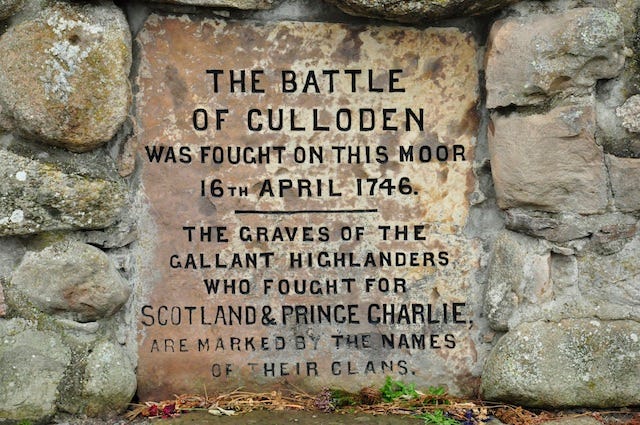 THE BATTLE
OF CULLODEN
WAS FOUGHT ON THIS MOOR
16TH APRIL 1746.
THE GRAVES OF THE
GALLANT HIGHLANDERS
WHO FOUGHT FOR
SCOTLAND & PRINCE CHARLIE,
ARE MARKED BY THE NAMES
OF THEIR CLANS.